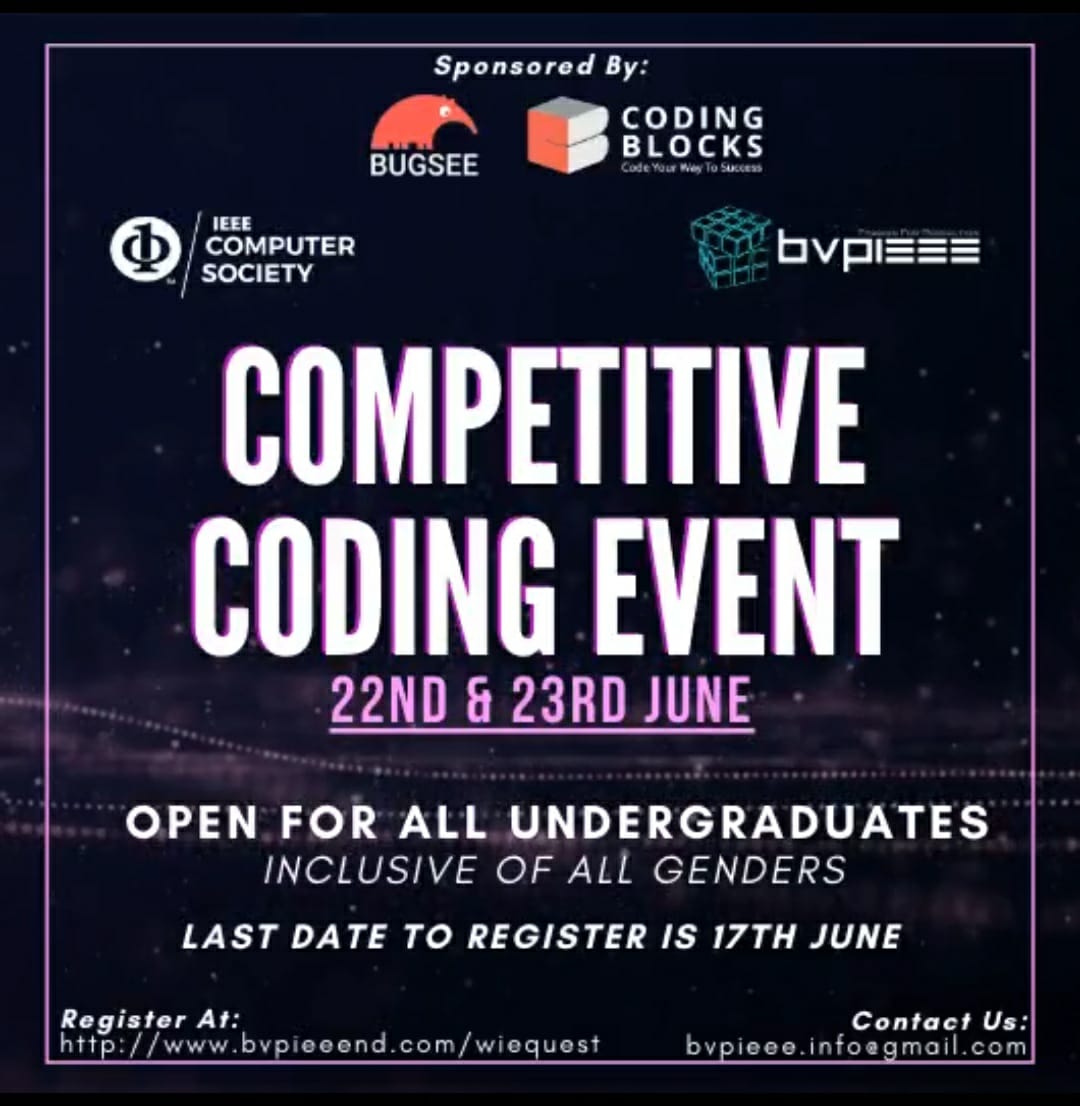 Sponsored By:
BUGSEE
CODING
BLOCKS
Code Your Way To Success
IEEE
COMPUTER
SOCIETY
bvpieee
COMPETITIVE
CODING EVENT
22ND & 23RD JUNE
OPEN FOR ALL UNDERGRADUATES
INCLUSIVE OF ALL GENDERS
LAST DATE TO REGISTER IS 17TH JUNE
Register At:
http://www.bvpieeend.com/wiequest
Contact Us:
bvpieee.info@gmail.com